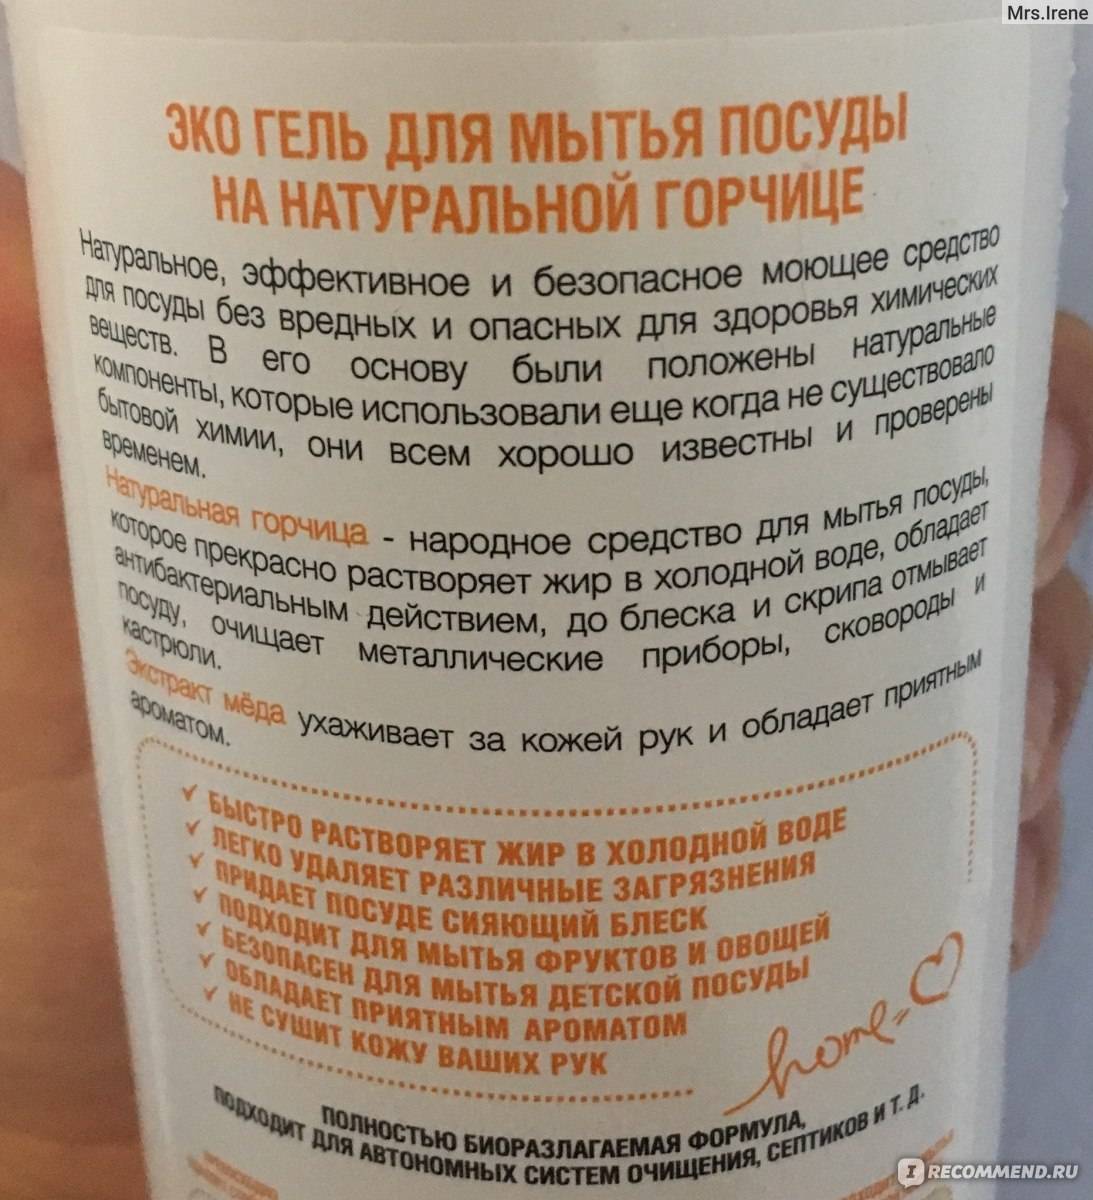 Mrs.Irene
ЭКО ГЕЛЬ ДЛЯ МЫТЬЯ ПОСУДЫ
НА НАТУРАЛЬНОЙ ГОРЧИЦЕ
Натуральное, эффективное и безопасное моющее средство
для посуды без вредных и опасных для здоровья химических
веществ. В его основу были положены натуральные
компоненты, которые использовали еще когда не существовало
бытовой химии, они всем хорошо известны и проверены
временем.
Натуральная горчица - народное средство для мытья посуды,
которое прекрасно растворяет жир в холодной воде, обладает
антибактериальным действием, до блеска и скрипа отмывает
посуду, очищает металлические приборы, сковороды и
кастрюли.
Экстракт мёда ухаживает за кожей рук и обладает приятным
ароматом.
✓ БЫСТРО РАСТВОРЯЕТ ЖИР В ХОЛОДНОЙ ВОДЕ
✓ ЛЕГКО УДАЛЯЕТ РАЗЛИЧНЫЕ ЗАГРЯЗНЕНИЯ
✓ ПРИДАЕТ ПОСУДЕ СИЯЮЩИЙ БЛЕСК
✓ ПОДХОДИТ ДЛЯ МЫТЬЯ ФРУКТОВ И ОВОЩЕЙ
✓ БЕЗОПАСЕН ДЛЯ МЫТЬЯ ДЕТСКОЙ ПОСУДЫ
✓ ОБЛАДАЕТ ПРИЯТНЫМ АРОМАТОМ
✓ НЕ СУШИТ КОЖУ ВАШИХ РУК
home
ПОЛНОСТЬЮ БИОРАЗЛАГАЕМАЯ ФОРМУЛА,
ПОДХОДИТ ДЛЯ АВТОНОМНЫХ СИСТЕМ ОЧИЩЕНИЯ, СЕПТИКОВ И Т. Д.
IRECOMMEND.RU